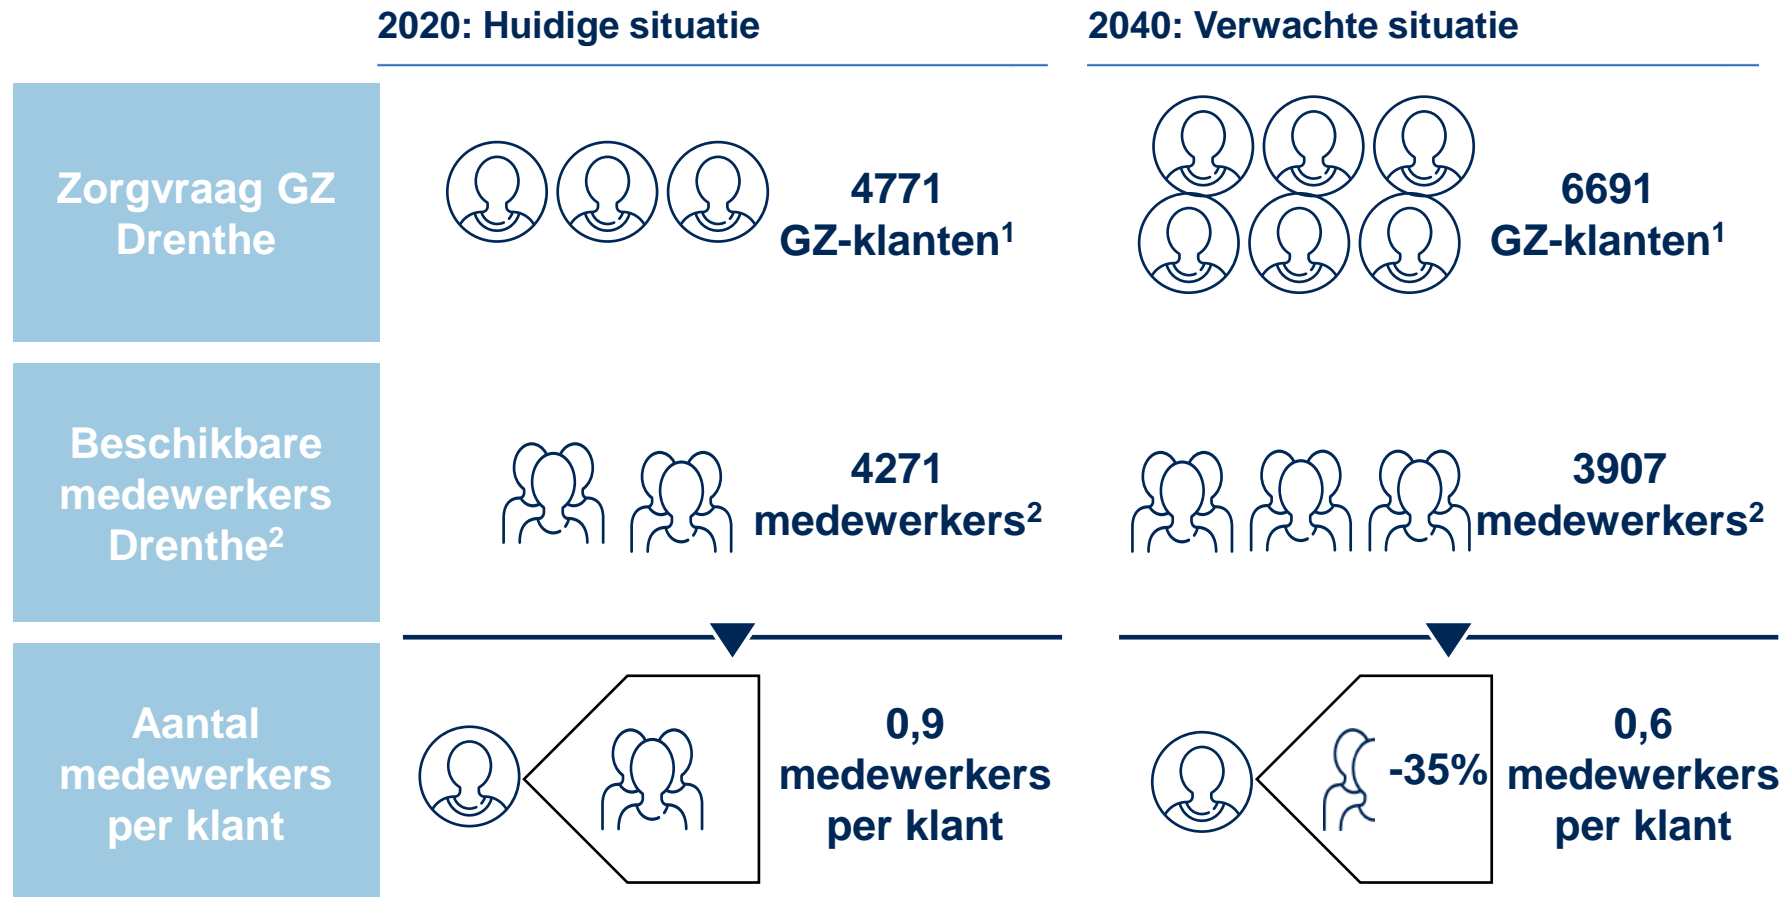 2020: Huidige situatie
2040: Verwachte situatie
Zorgvraag GZ
Drenthe
4771
GZ-klanten¹
6691
GZ-klanten¹
Beschikbare
medewerkers
Drenthe²
4271
medewerkers²
3907
medewerkers²
Aantal
medewerkers
per klant
0,9
medewerkers
per klant
-35%
0,6
medewerkers
per klant